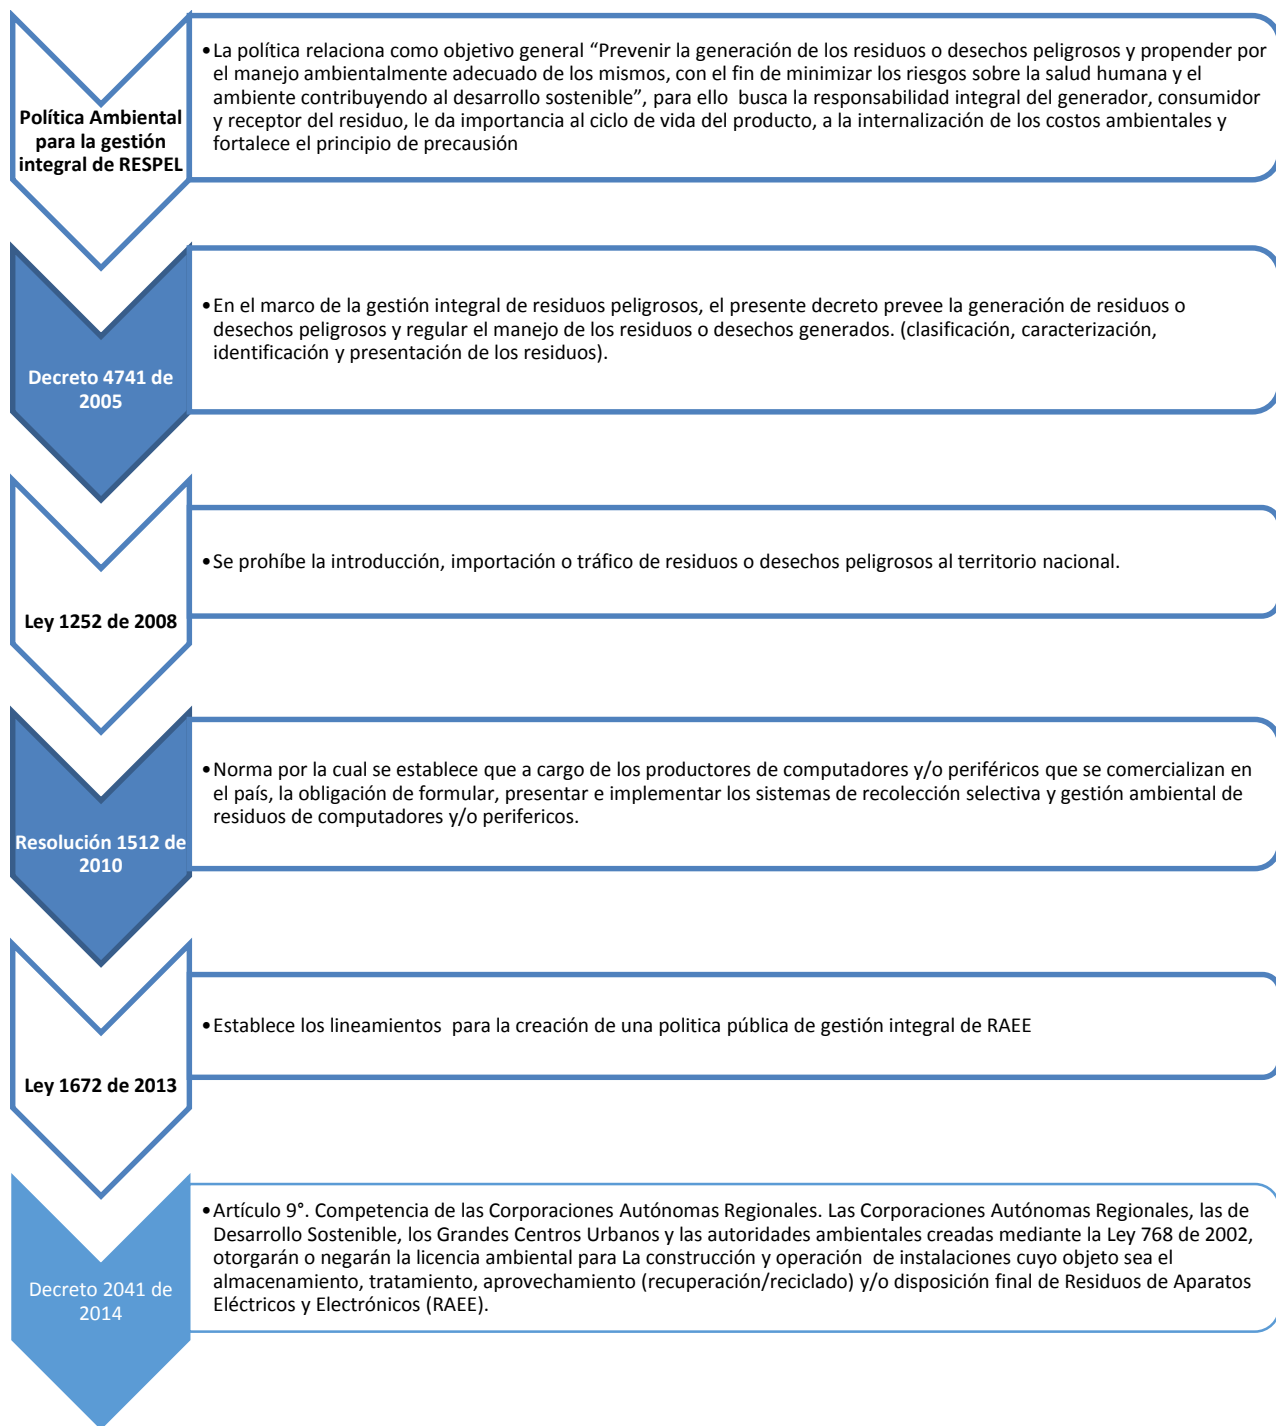 Política Ambiental
para la gestión
integral de RESPEL
•La política relaciona como objetivo general “Prevenir la generación de los residuos o desechos peligrosos y propender por
el manejo ambientalmente adecuado de los mismos, con el fin de minimizar los riesgos sobre la salud humana y el
ambiente contribuyendo al desarrollo sostenible”, para ello  busca la responsabilidad integral del generador, consumidor
y receptor del residuo, le da importancia al ciclo de vida del producto, a la internalización de los costos ambientales y
fortalece el principio de precausión
Decreto 4741 de
2005
•En el marco de la gestión integral de residuos peligrosos, el presente decreto prevee la generación de residuos o
desechos peligrosos y regular el manejo de los residuos o desechos generados. (clasificación, caracterización,
identificación y presentación de los residuos).
Ley 1252 de 2008
•Se prohíbe la introducción, importación o tráfico de residuos o desechos peligrosos al territorio nacional.
Resolución 1512 de
2010
•Norma por la cual se establece que a cargo de los productores de computadores y/o periféricos que se comercializan en
el país, la obligación de formular, presentar e implementar los sistemas de recolección selectiva y gestión ambiental de
residuos de computadores y/o perifericos.
Ley 1672 de 2013
•Establece los lineamientos  para la creación de una politica pública de gestión integral de RAEE
Decreto 2041 de
2014
•Artículo 9°. Competencia de las Corporaciones Autónomas Regionales. Las Corporaciones Autónomas Regionales, las de
Desarrollo Sostenible, los Grandes Centros Urbanos y las autoridades ambientales creadas mediante la Ley 768 de 2002,
otorgarán o negarán la licencia ambiental para La construcción y operación  de instalaciones cuyo objeto sea el
almacenamiento, tratamiento, aprovechamiento (recuperación/reciclado) y/o disposición final de Residuos de Aparatos
Eléctricos y Electrónicos (RAEE).